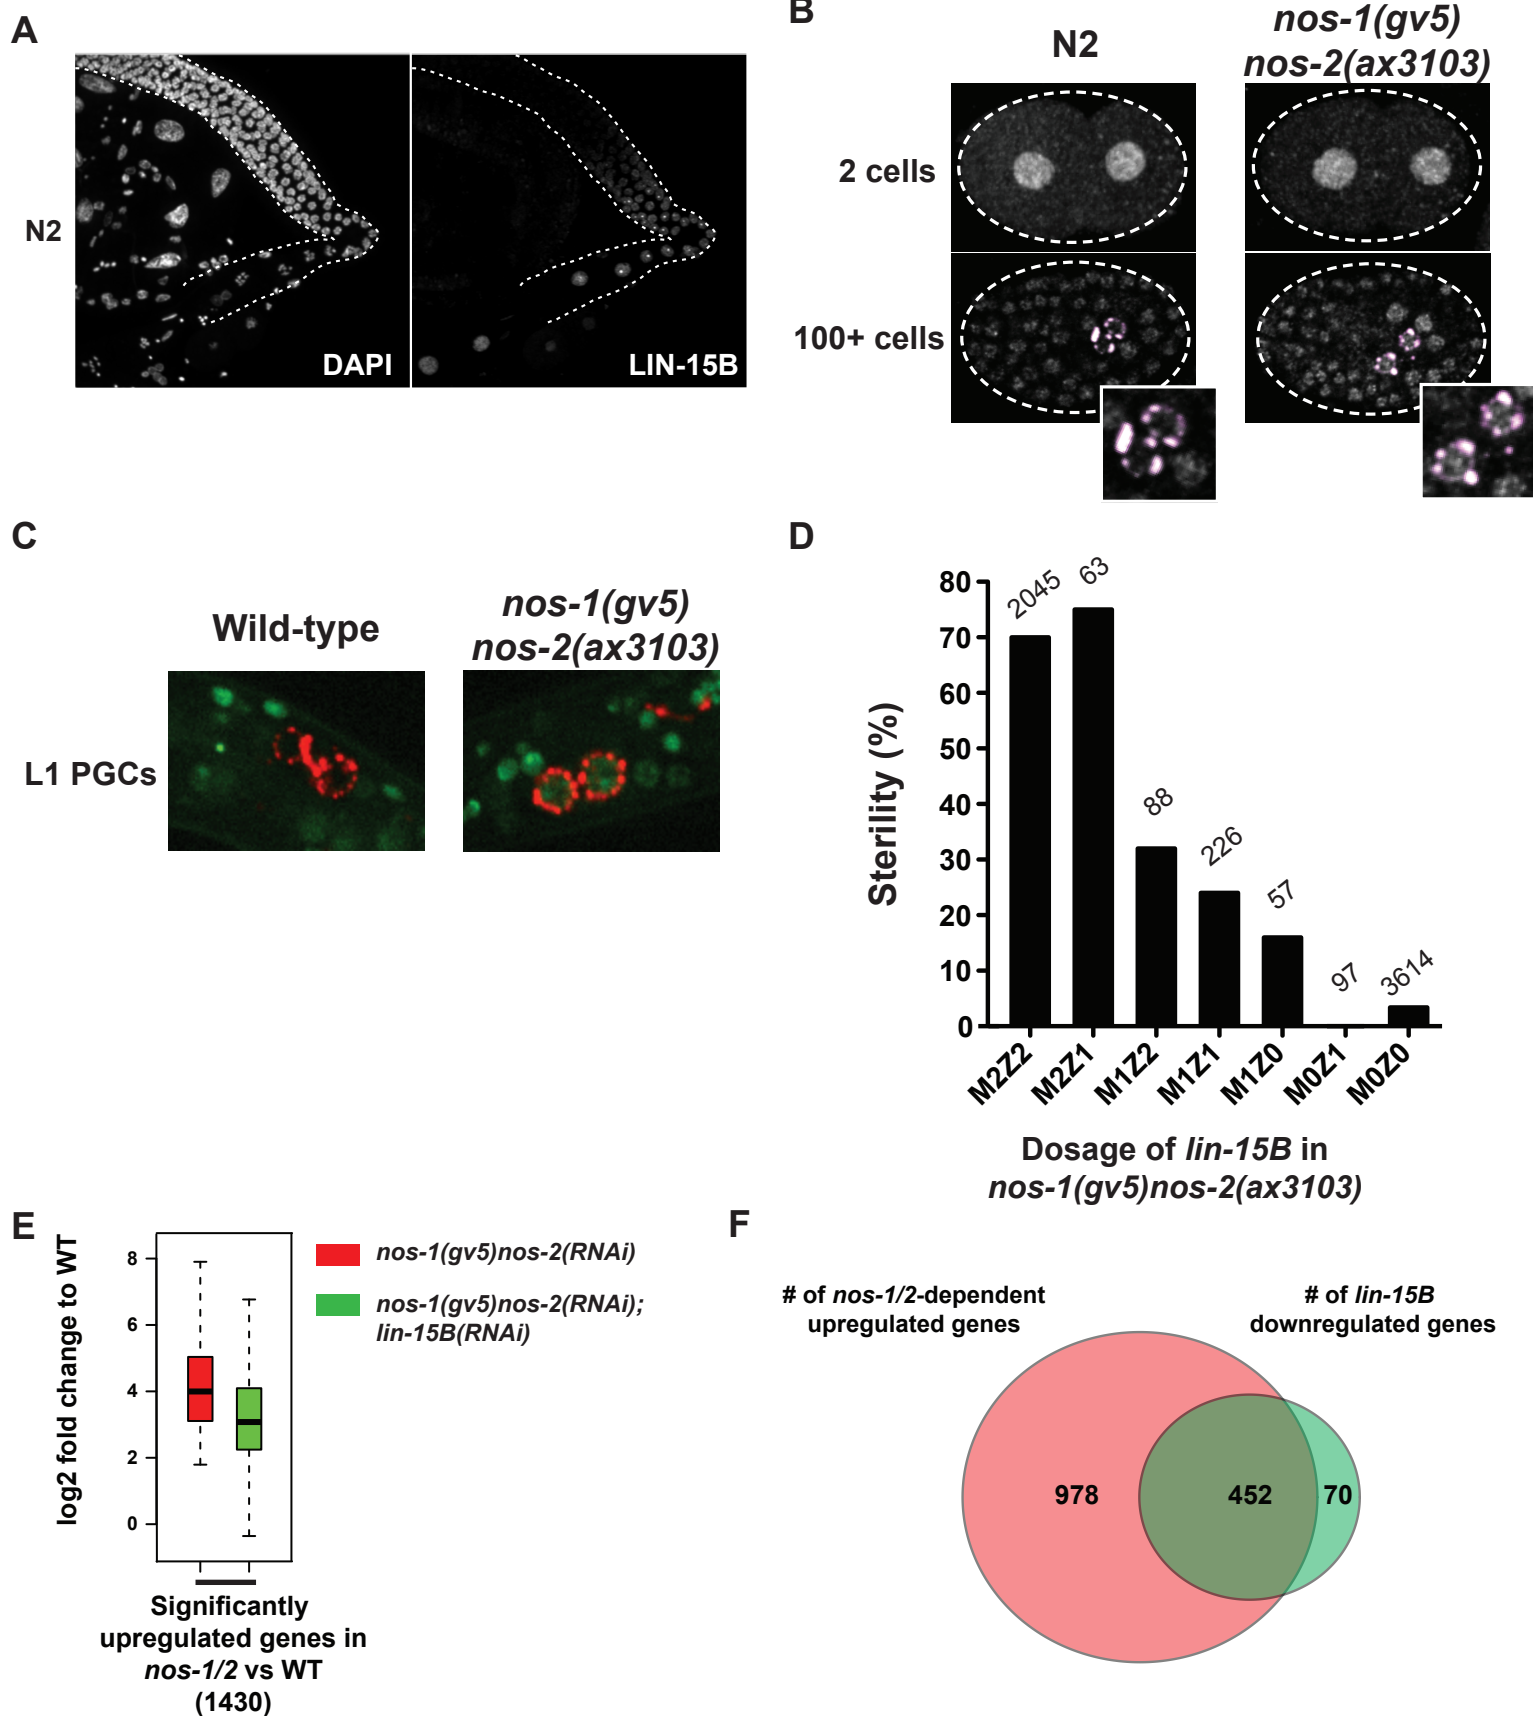 A
N2
DAPI
LIN-15B
B
N2
nos-1(gv5)
nos-2(ax3103)
2 cells
100+ cells
C
Wild-type
nos-1(gv5)
nos-2(ax3103)
L1 PGCs
D
Sterility (%)
80
70
60
50
40
30
20
10
0
2045
63
88
226
57
97
3614
M2Z2
M2Z1
M1Z2
M1Z1
M1Z0
M0Z1
M0Z0
Dosage of lin-15B in
nos-1(gv5)nos-2(ax3103)
E
log2 fold change to WT
8
6
4
2
0
nos-1(gv5)nos-2(RNAi)
nos-1(gv5)nos-2(RNAi);
lin-15B(RNAi)
Significantly
upregulated genes in
nos-1/2 vs WT
(1430)
F
# of nos-1/2-dependent
upregulated genes
# of lin-15B
downregulated genes
978
452
70